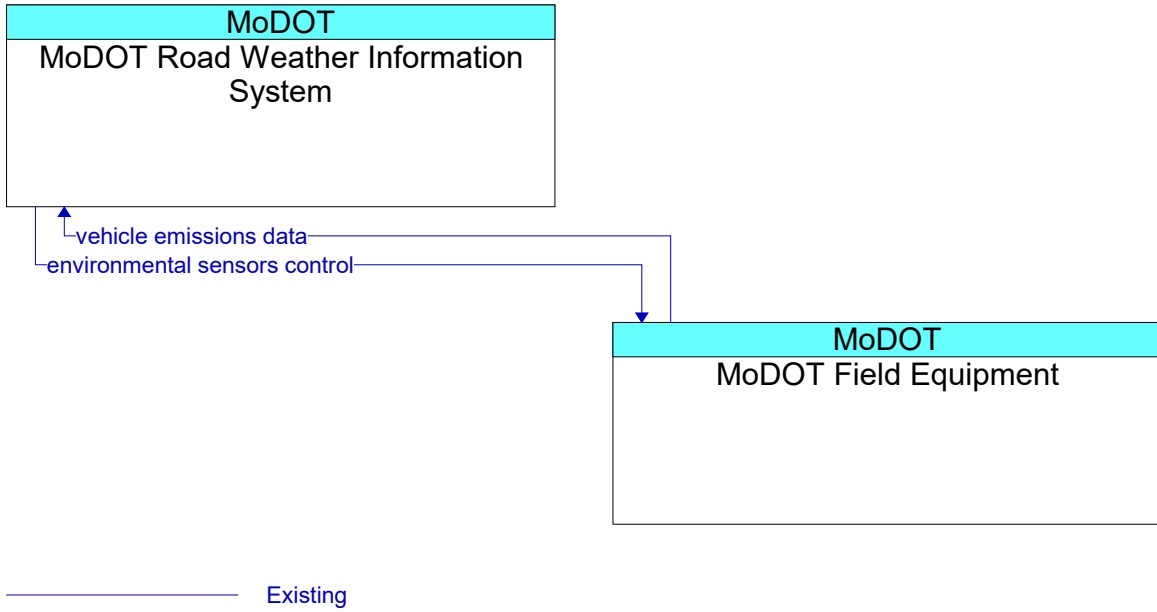 MoDOT
MoDOT Road Weather Information
System
vehicle emissions data
environmental sensors control
MoDOT
MoDOT Field Equipment
Existing